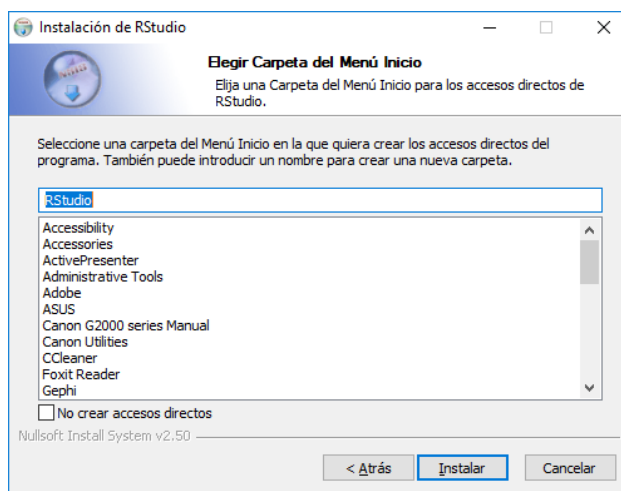 Instalación de RStudio
Elegir Carpeta del Menú Inicio
Elija una Carpeta del Menú Inicio para los accesos directos de
RStudio.
Seleccione una carpeta del Menú Inicio en la que quiera crear los accesos directos del
programa. También puede introducir un nombre para crear una nueva carpeta.
RStudio
Accessibility
Accessories
ActivePresenter
Administrative Tools
Adobe
ASUS
Canon G2000 series Manual
Canon Utilities
CCleaner
Foxit Reader
Gephi
No crear accesos directos
Nullsoft Install System v2.50
< Atrás
Instalar
Cancelar